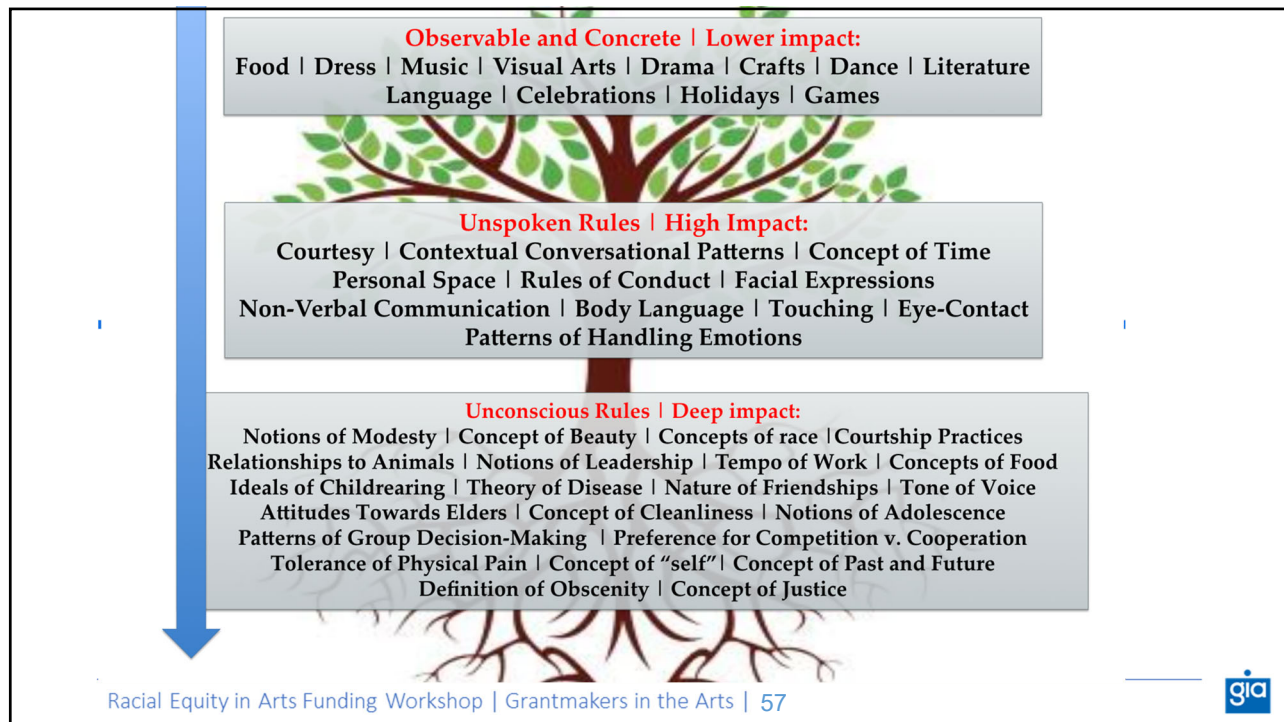 Observable and Concrete | Lower impact:
Food | Dress | Music | Visual Arts | Drama | Crafts | Dance | Literature
Language | Celebrations | Holidays | Games
Unspoken Rules | High Impact:
Courtesy | Contextual Conversational Patterns | Concept of Time
Personal Space | Rules of Conduct | Facial Expressions
Non-Verbal Communication | Body Language | Touching | Eye-Contact
Patterns of Handling Emotions
Unconscious Rules | Deep impact:
Notions of Modesty | Concept of Beauty | Concepts of race |Courtship Practices
Relationships to Animals | Notions of Leadership | Tempo of Work | Concepts of Food
Ideals of Childrearing | Theory of Disease | Nature of Friendships | Tone of Voice
Attitudes Towards Elders | Concept of Cleanliness | Notions of Adolescence
Patterns of Group Decision-Making | Preference for Competition v. Cooperation
Tolerance of Physical Pain | Concept of “self”| Concept of Past and Future
Definition of Obscenity | Concept of Justice
Racial Equity in Arts Funding Workshop | Grantmakers in the Arts | 57
gia